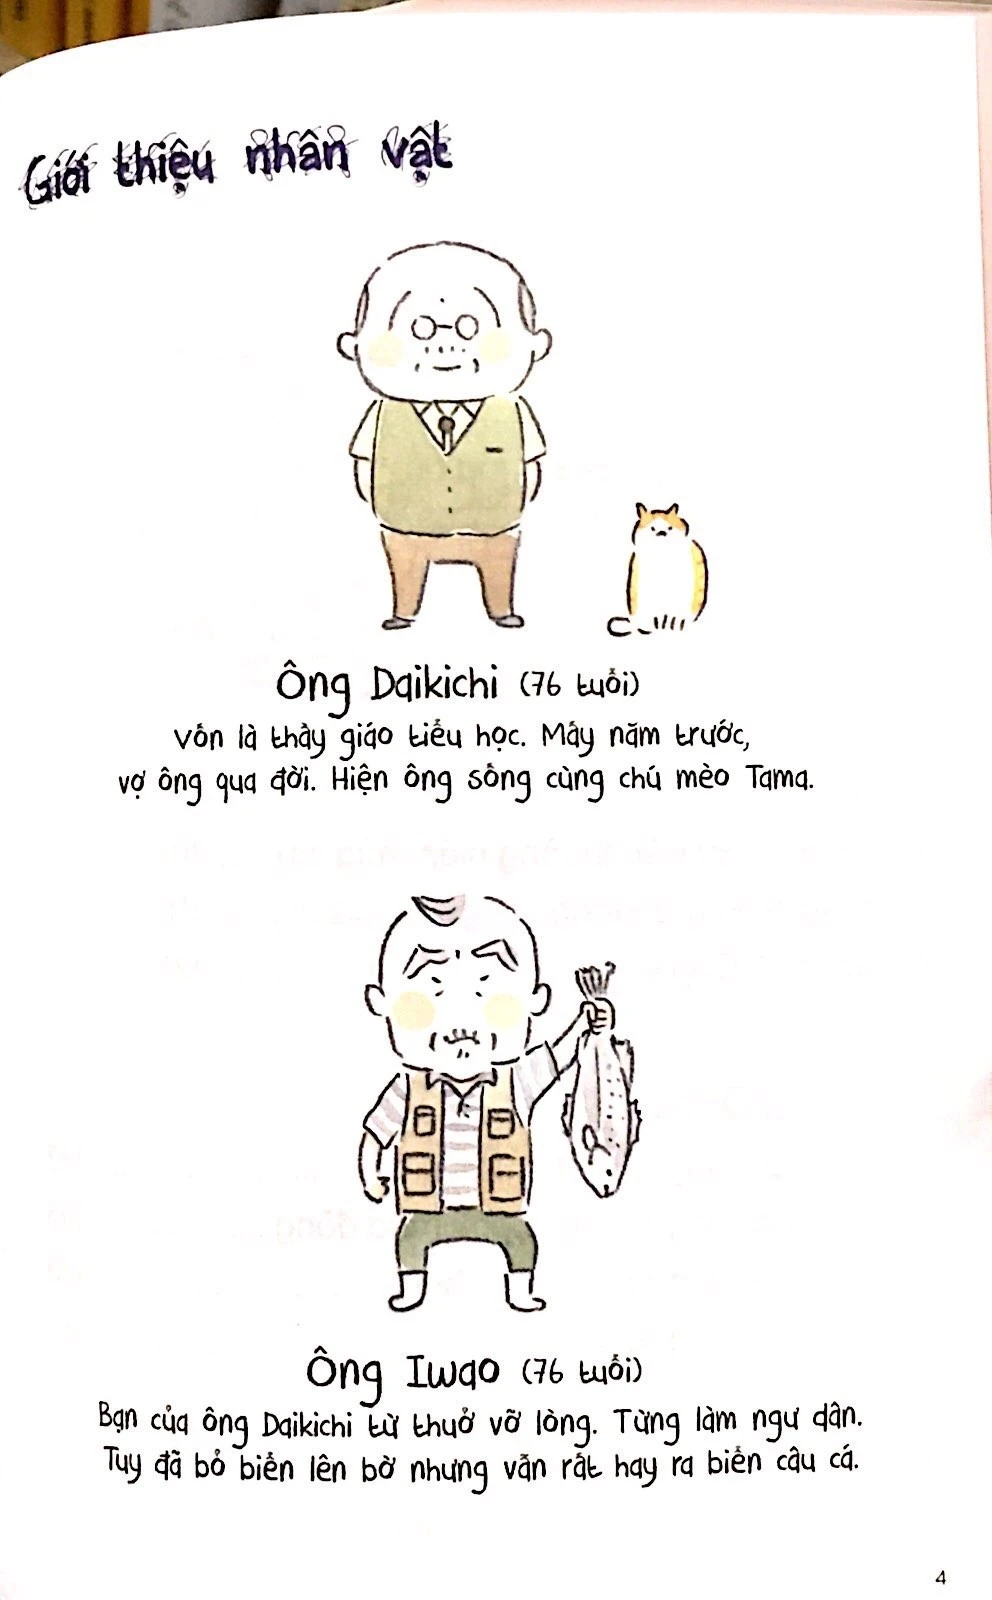 Giới thiệu nhân vật
Ông Daikichi (76 tuổi)
Vốn là thầy giáo tiểu học. Mấy năm trước,
vợ ông qua đời. Hiện ông sống cùng chú mèo Tama.
Ông Iwao (76 tuổi)
Bạn của ông Daikichi từ thuở vỡ lòng. Từng làm ngư dân.
Tuy đã bỏ biển lên bờ nhưng vẫn rất hay ra biển câu cá.
4